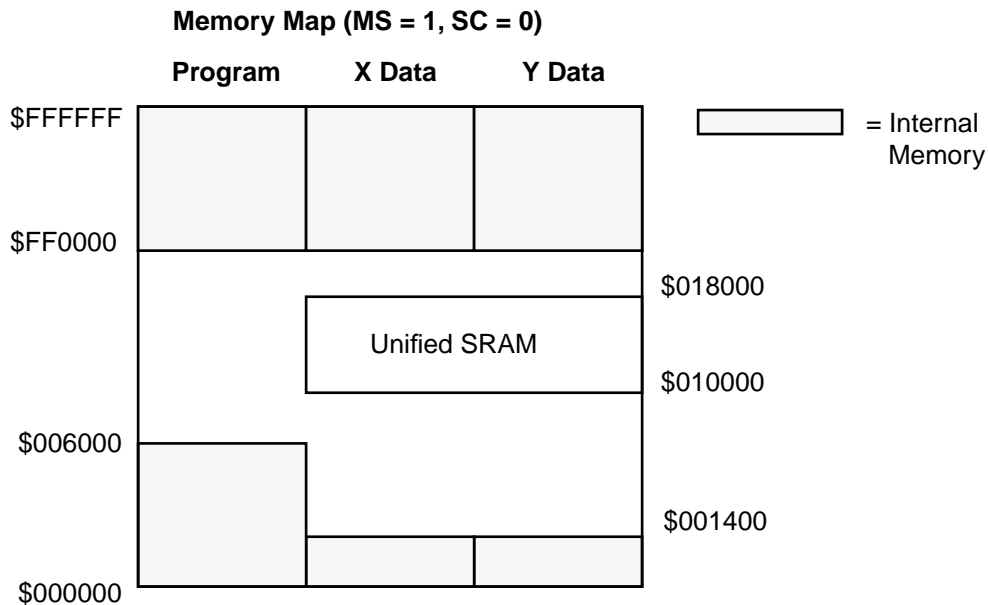 Memory Map (MS = 1, SC = 0)
Program X Data Y Data
$FFFFFF
= Internal
Memory
$FF0000
$018000
Unified SRAM
$010000
$006000
$001400
$000000